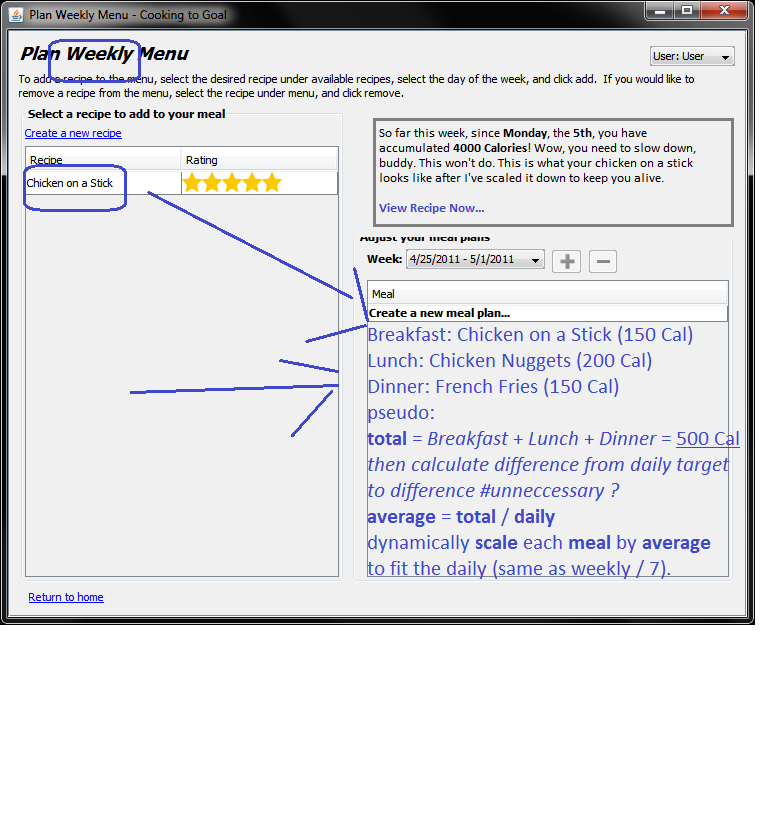 Plan Weekly Menu - Cooking to Goal
Plan Weekly Menu
User: User
To add a recipe to the menu, select the desired recipe under available recipes, select the day of the week, and click add. If you would like to
remove a recipe from the menu, select the recipe under menu, and click remove.
Select a recipe to add to your meal
Create a new recipe
Recipe
Rating
Chicken on a Stick
So far this week, since Monday, the 5th, you have
accumulated 4000 Calories! Wow, you need to slow down,
buddy. This won't do. This is what your chicken on a stick
looks like after I've scaled it down to keep you alive.
View Recipe Now...
Adjust your meal plans
Week: 4/25/2011 - 5/1/2011
Meal
Create a new meal plan...
Breakfast: Chicken on a Stick (150 Cal)
Lunch: Chicken Nuggets (200 Cal)
Dinner: French Fries (150 Cal)
pseudo:
total = Breakfast + Lunch + Dinner = 500 Cal
then calculate difference from daily target
to difference #unneccessary ?
average = total / daily
dynamically scale each meal by average
to fit the daily (same as weekly / 7).
Return to home